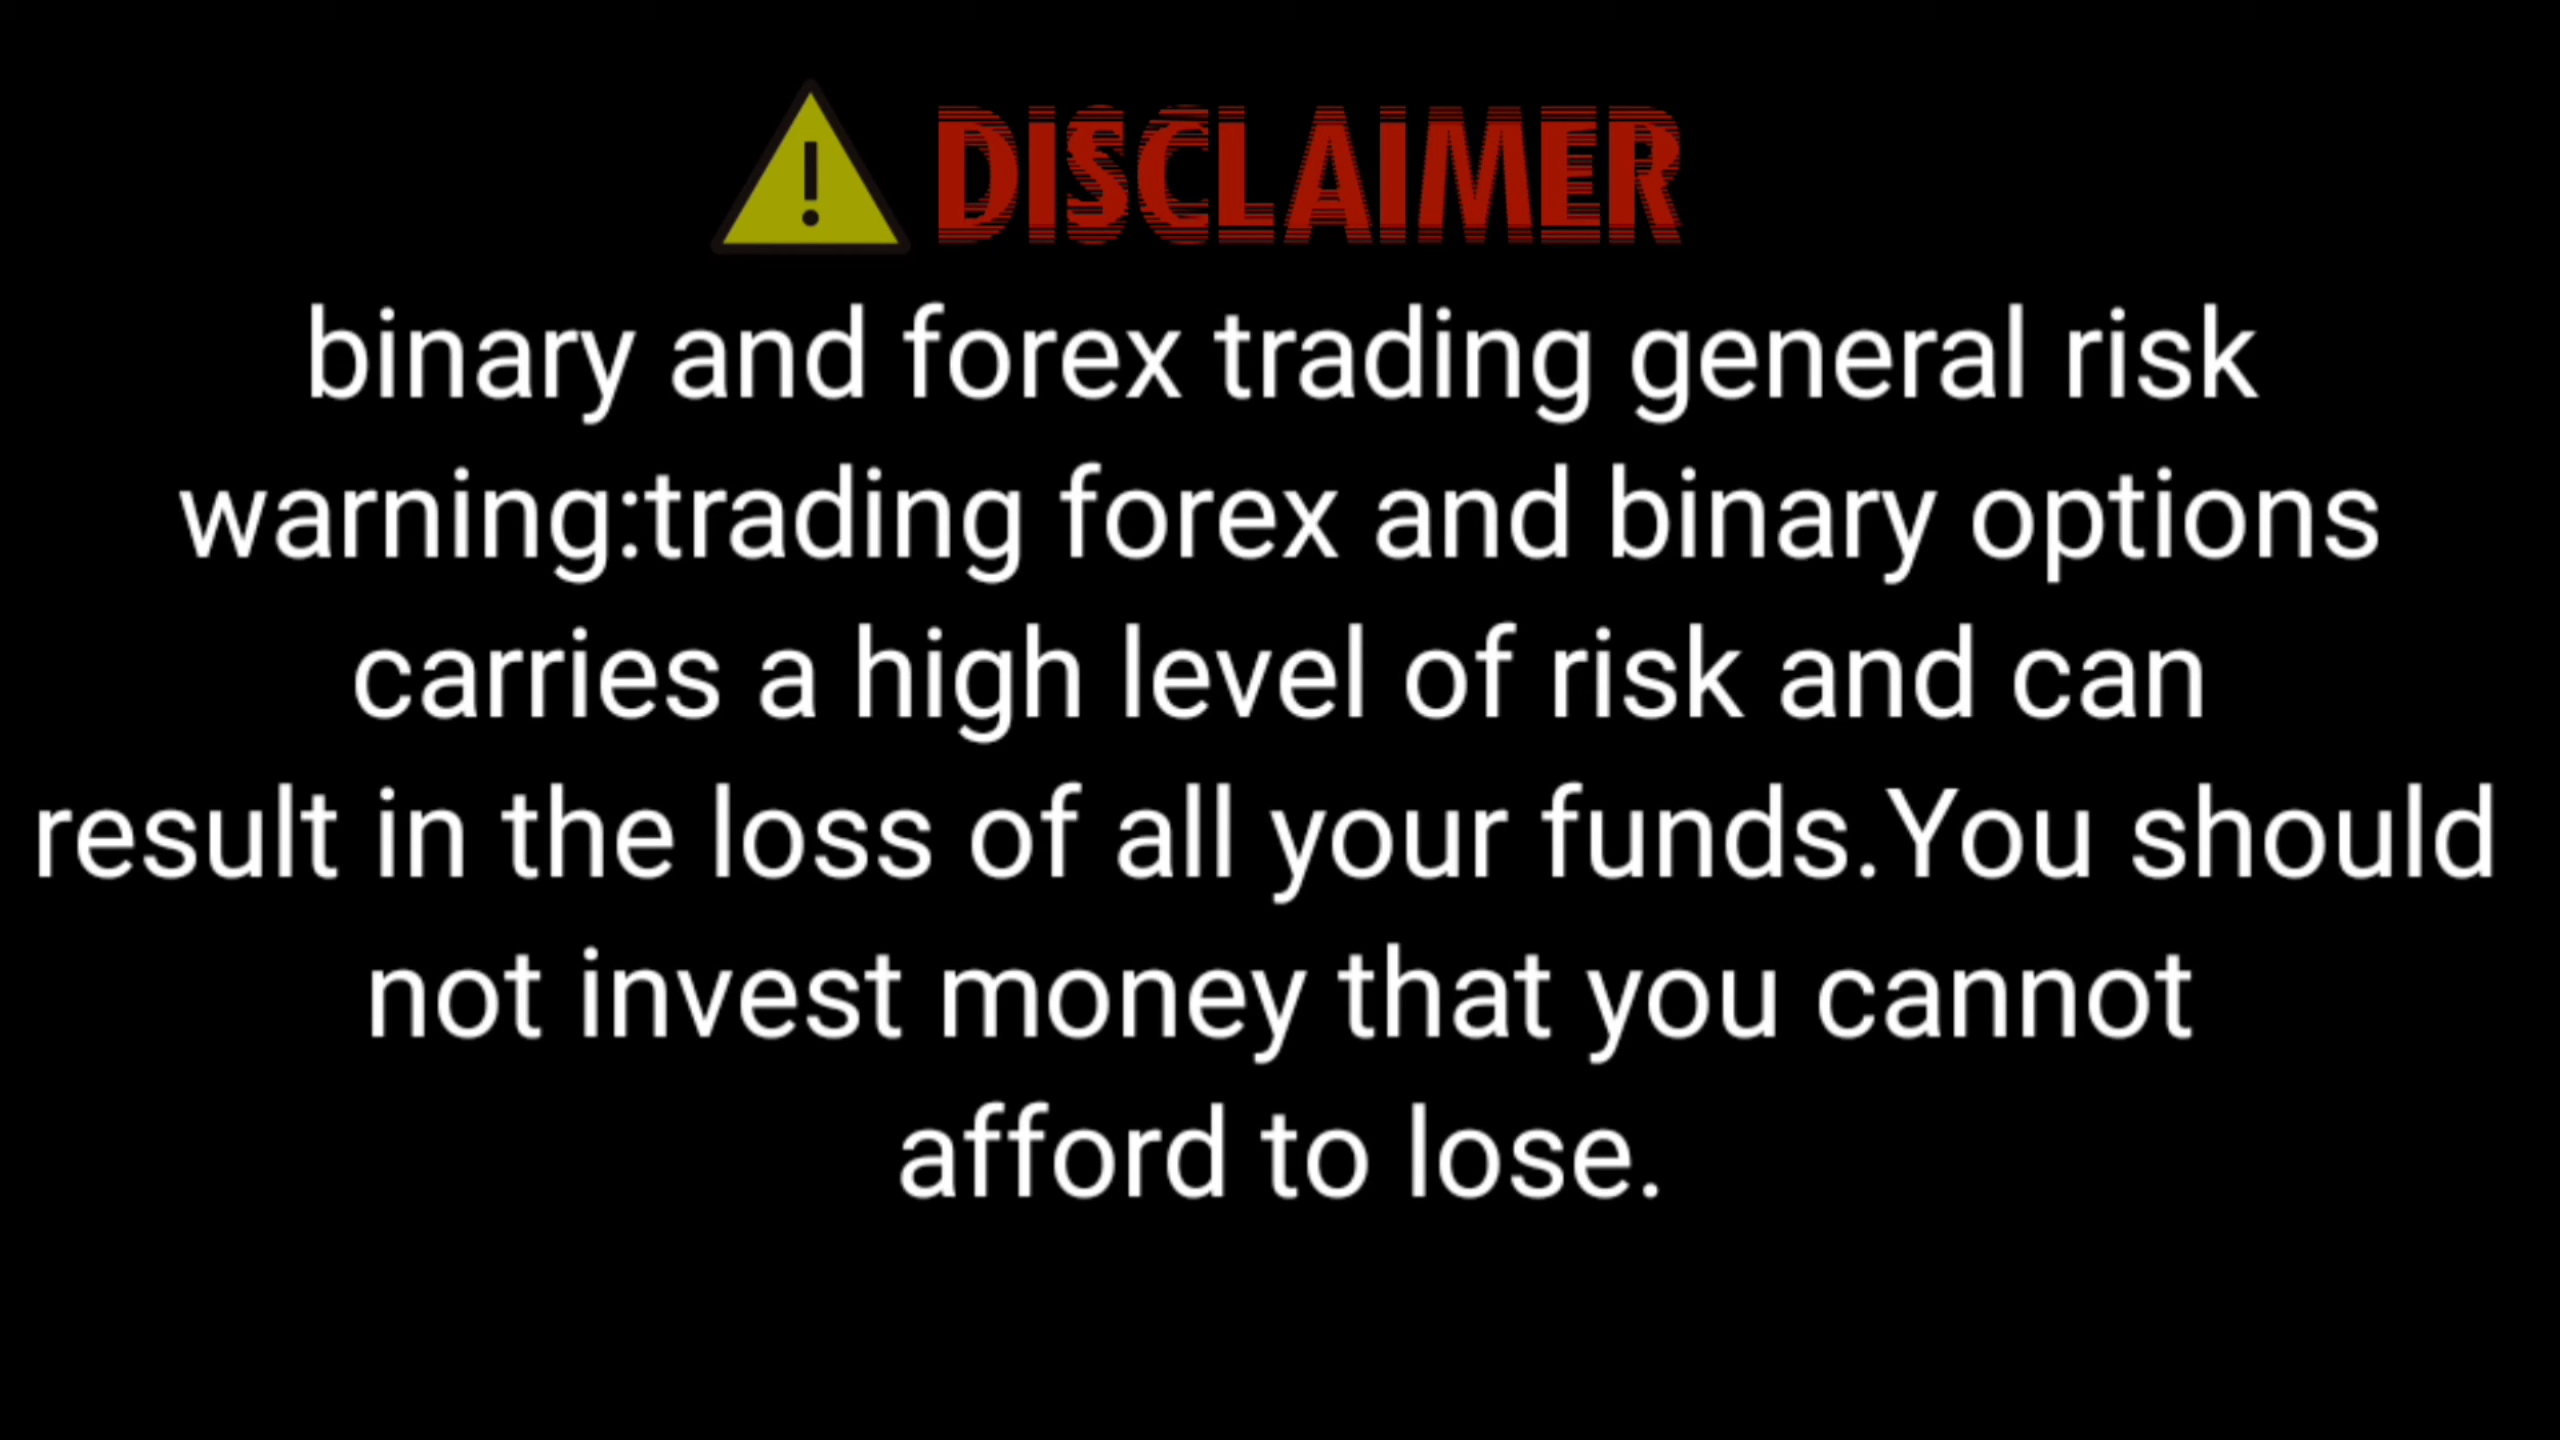 DISCLAIMER
binary and forex trading general risk
warning:trading forex and binary options
carries a high level of risk and can
result in the loss of all your funds.You should
not invest money that you cannot
afford to lose.